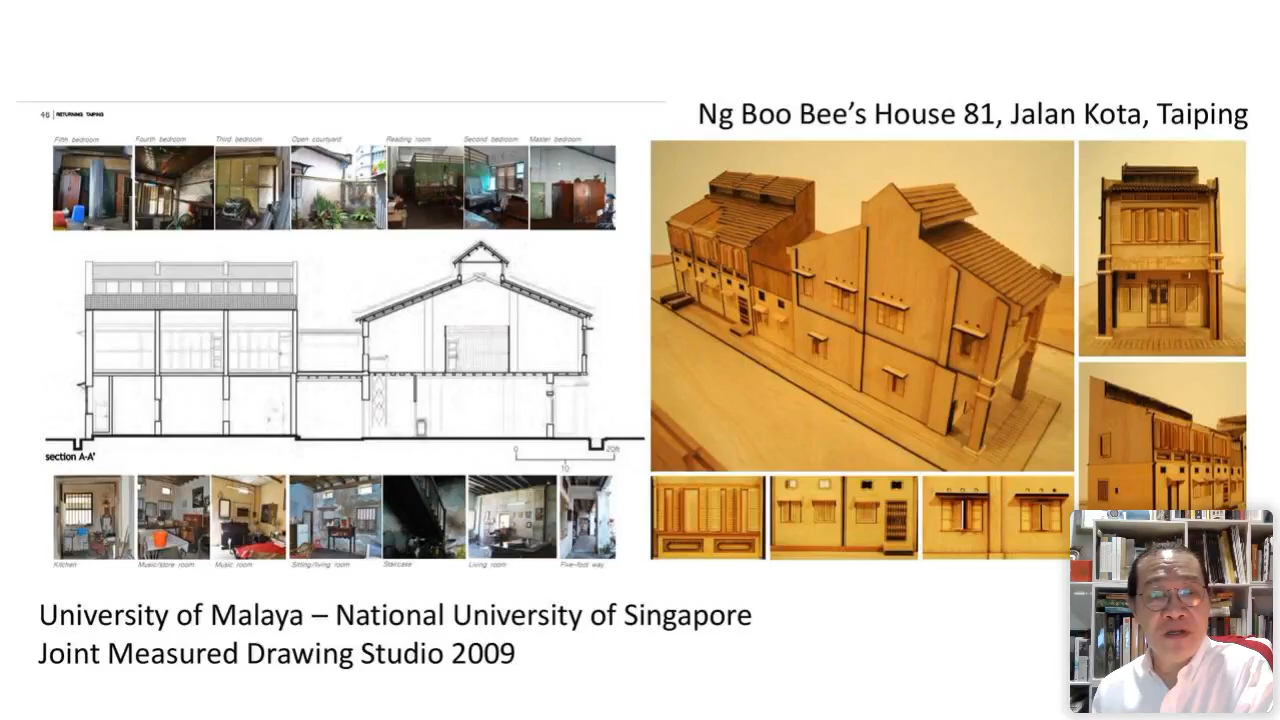 46 | RETURNING TAIPING
Ng Boo Bee's House 81, Jalan Kota, Taiping
Fifth bedroom Fourth bedroom Third bedroom Open courtyard Reading room Second bedroom Master bedroom
section A-A'
0 20ft
10
Kitchen Music/store room Music room Sitting/living room Staircase Living room Five-foot way
University of Malaya – National University of Singapore
Joint Measured Drawing Studio 2009